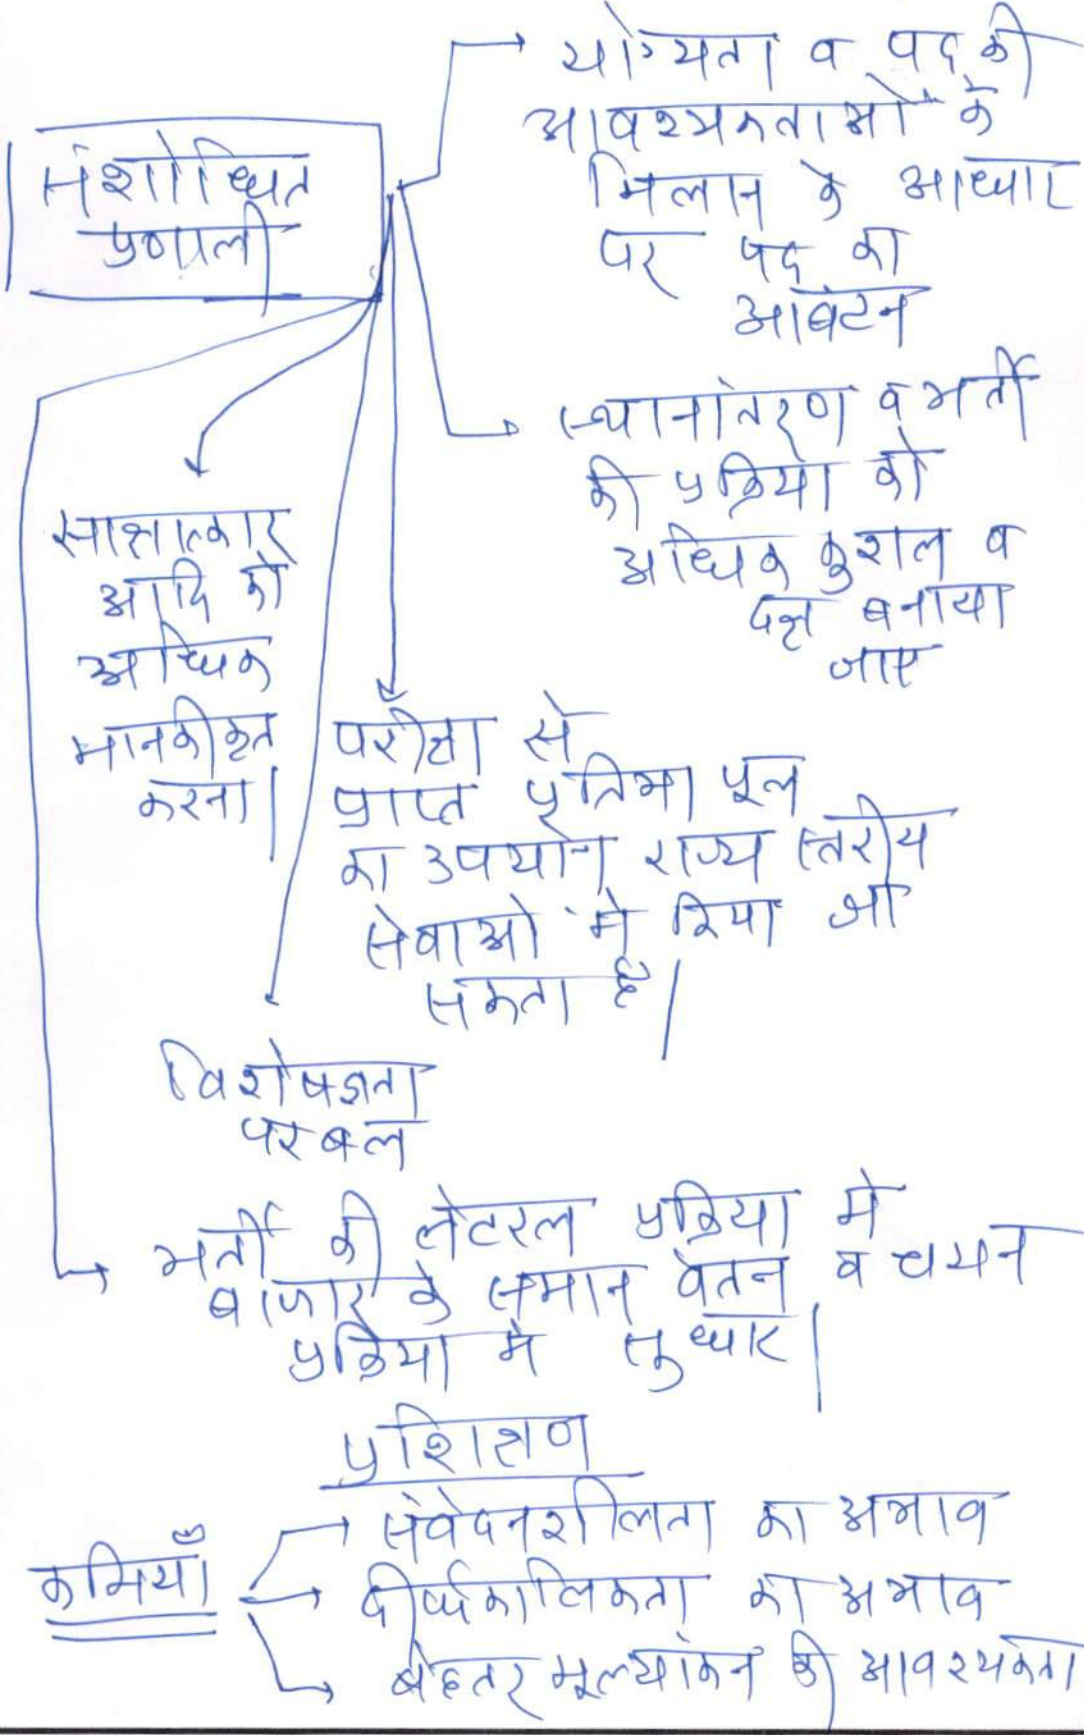 संशोधित
प्रणाली
योग्यता व पद की
आवश्यकताओं के
मिलान के आधार
पर पद का
आबंटन
स्थानांतरण व भर्ती
की प्रक्रिया को
अधिक कुशल व
दक्ष बनाया
जाए
साक्षात्कार
आदि को
अधिक
मानकीकृत
करना।
परीक्षा से
प्राप्त प्रतिभा पूल
का उपयोग राज्य स्तरीय
सेवाओं में किया जा
सकता है।
विशेषज्ञता
पर बल
भर्ती की लेटरल प्रक्रिया में
बाजार के समान वेतन व चयन
प्रक्रिया में सुधार।
प्रशिक्षण
कमियाँ
संवेदनशीलता का अभाव
दीर्घकालिकता का अभाव
बेहतर मूल्यांकन की आवश्यकता